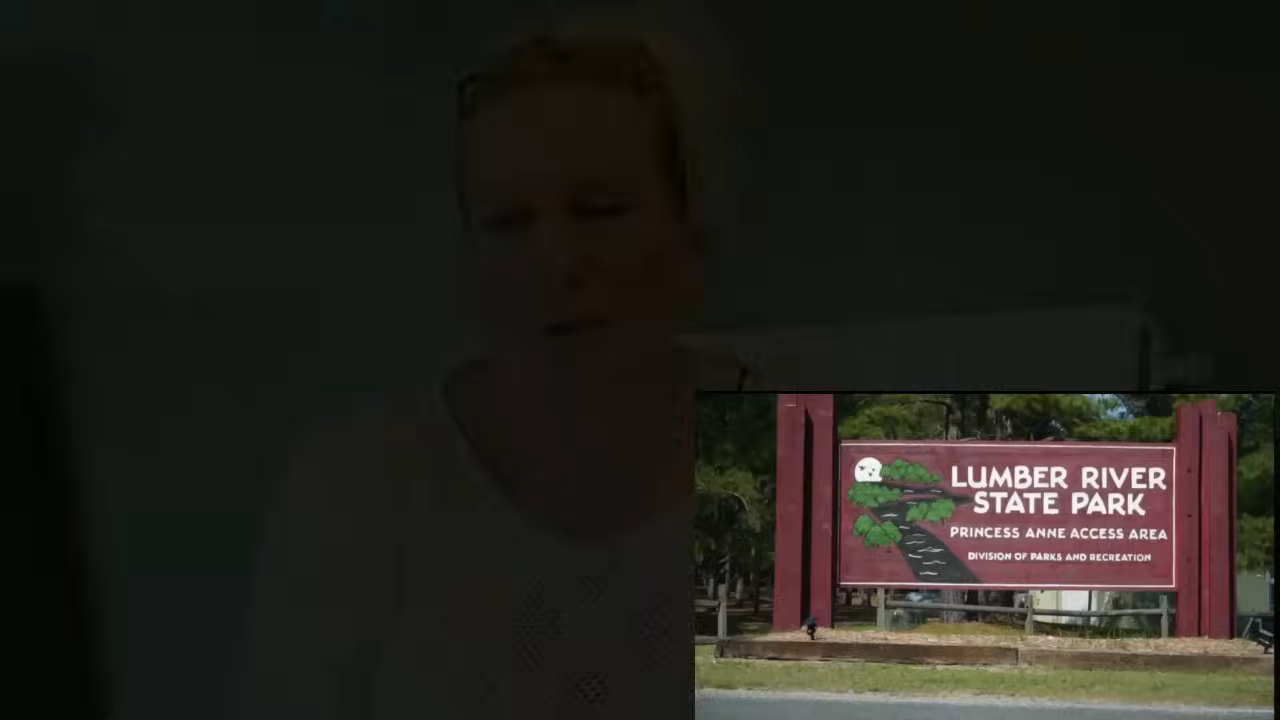 LUMBER RIVER
STATE PARK
PRINCESS ANNE ACCESS AREA
DIVISION OF PARKS AND RECREATION